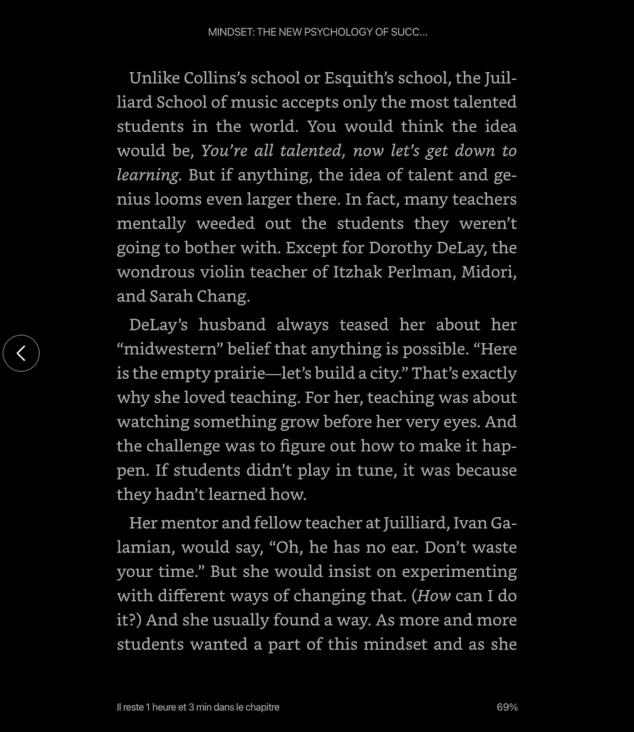 MINDSET: THE NEW PSYCHOLOGY OF SUCC...
Unlike Collins's school or Esquith's school, the Juil-
liard School of music accepts only the most talented
students in the world. You would think the idea
would be, You're all talented, now let's get down to
learning. But if anything, the idea of talent and ge-
nius looms even larger there. In fact, many teachers
mentally weeded out the students they weren't
going to bother with. Except for Dorothy DeLay, the
wondrous violin teacher of Itzhak Perlman, Midori,
and Sarah Chang.
DeLay's husband always teased her about her
“midwestern” belief that anything is possible. “Here
is the empty prairie—let's build a city.” That's exactly
why she loved teaching. For her, teaching was about
watching something grow before her very eyes. And
the challenge was to figure out how to make it hap-
pen. If students didn't play in tune, it was because
they hadn't learned how.
Her mentor and fellow teacher at Juilliard, Ivan Ga-
lamian, would say, “Oh, he has no ear. Don't waste
your time.” But she would insist on experimenting
with different ways of changing that. (How can I do
it?) And she usually found a way. As more and more
students wanted a part of this mindset and as she
Il reste 1 heure et 3 min dans le chapitre
69%